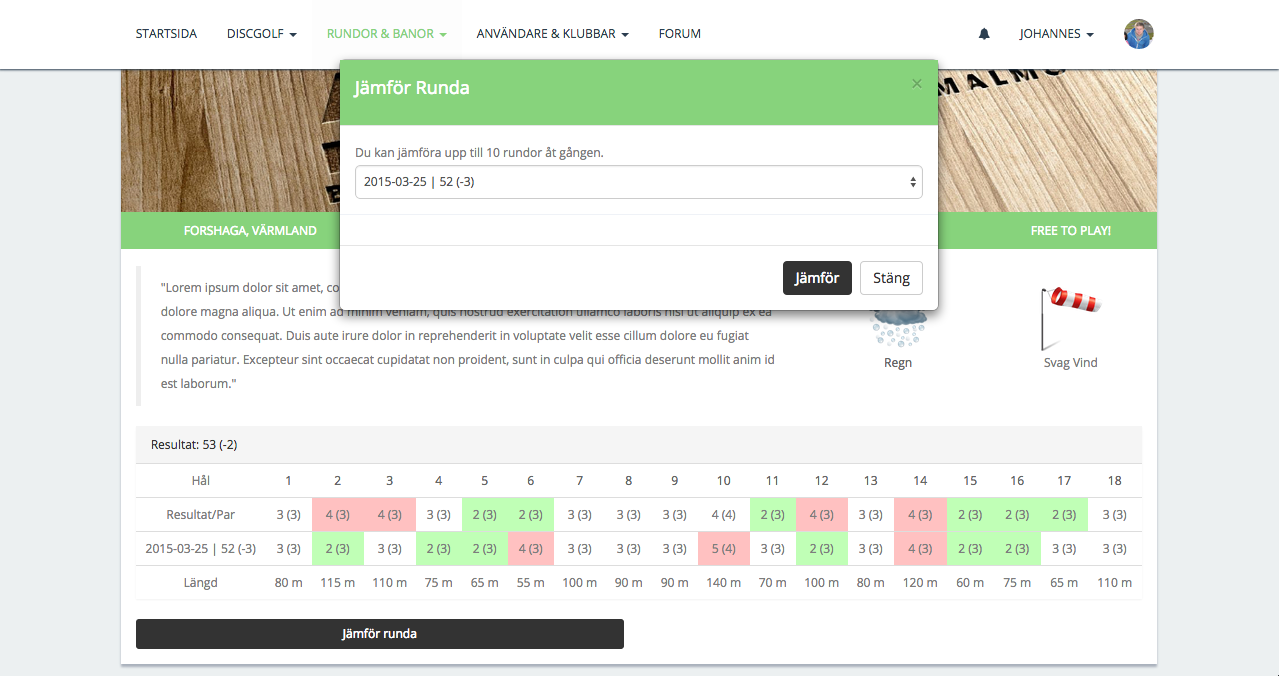 STARTSIDA DISCGOLF RUNDOR & BANOR ANVÄNDARE & KLUBBAR FORUM JOHANNES
Jämför Runda ×
MALMÖ
Du kan jämföra upp till 10 rundor åt gången.
2015-03-25 | 52 (-3)
FORSHAGA, VÄRMLAND FREE TO PLAY!
Jämför Stäng
"Lorem ipsum dolor sit amet, co
dolore magna aliqua. Ut enim ad minim veniam, quis nostrud exercitation ullamco laboris nisi ut aliquip ex ea
commodo consequat. Duis aute irure dolor in reprehenderit in voluptate velit esse cillum dolore eu fugiat
nulla pariatur. Excepteur sint occaecat cupidatat non proident, sunt in culpa qui officia deserunt mollit anim id
est laborum."
Regn Svag Vind
Resultat: 53 (-2)
Hål 1 2 3 4 5 6 7 8 9 10 11 12 13 14 15 16 17 18
Resultat/Par 3 (3) 4 (3) 4 (3) 3 (3) 2 (3) 2 (3) 3 (3) 3 (3) 3 (3) 4 (4) 2 (3) 4 (3) 3 (3) 4 (3) 2 (3) 2 (3) 2 (3) 3 (3)
2015-03-25 | 52 (-3) 3 (3) 2 (3) 3 (3) 2 (3) 2 (3) 4 (3) 3 (3) 3 (3) 3 (3) 5 (4) 3 (3) 2 (3) 3 (3) 4 (3) 2 (3) 2 (3) 3 (3) 3 (3)
Längd 80 m 115 m 110 m 75 m 65 m 55 m 100 m 90 m 90 m 140 m 70 m 100 m 80 m 120 m 60 m 75 m 65 m 110 m
Jämför runda